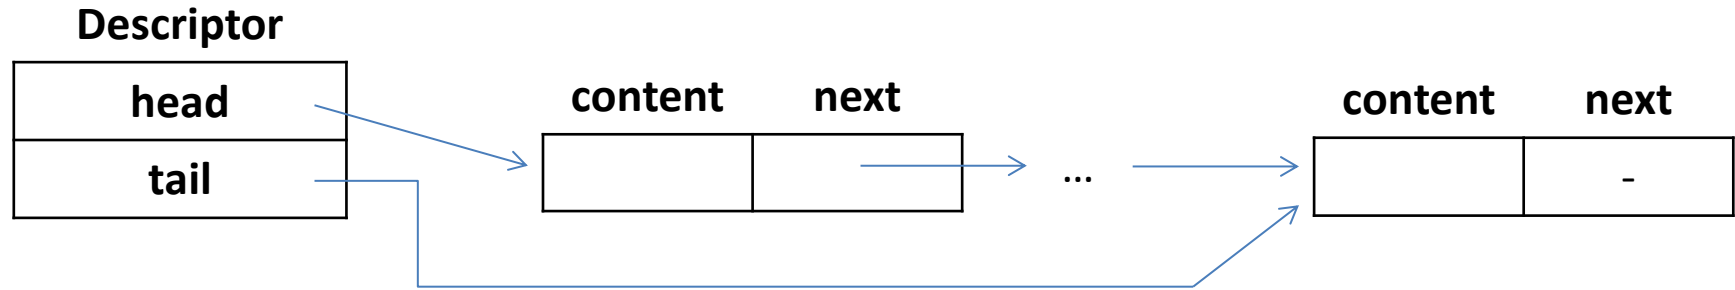 Descriptor
head
tail
content next
...
content next
-